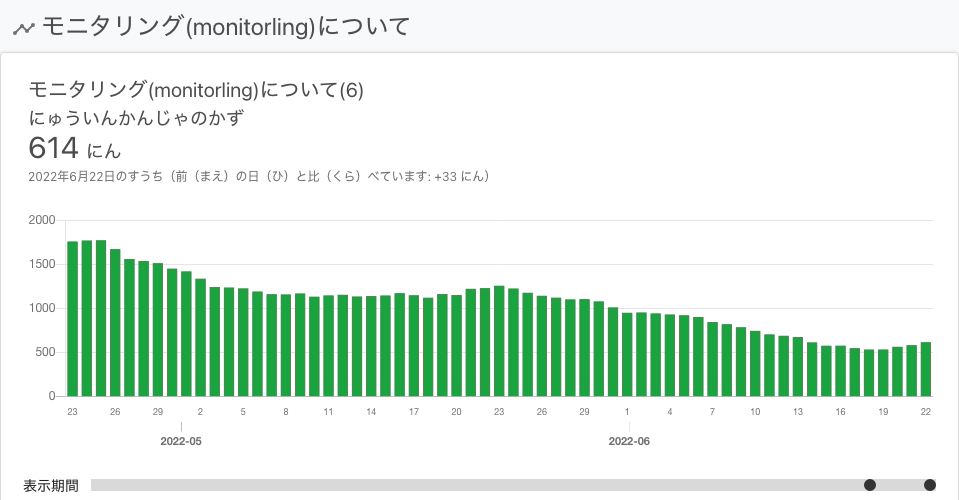 モニタリング(monitorling)について
モニタリング(monitorling)について(6)
にゅういんかんじゃのかず
614 にん
2022年6月22日のすうち（前（まえ）の日（ひ）と比（くら）べています: +33 にん）
2000
1500
1000
500
0
23 26 29 2 5 8 11 14 17 20 23 26 29 1 4 7 10 13 16 19 22
2022-05 2022-06
表示期間